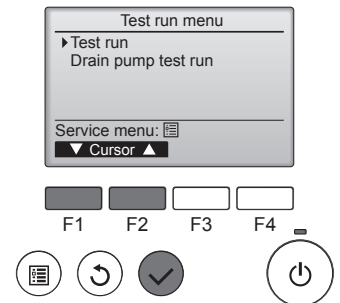 Test run menu
Test run
Drain pump test run
Service menu:
▼ Cursor ▲
F1 F2 F3 F4